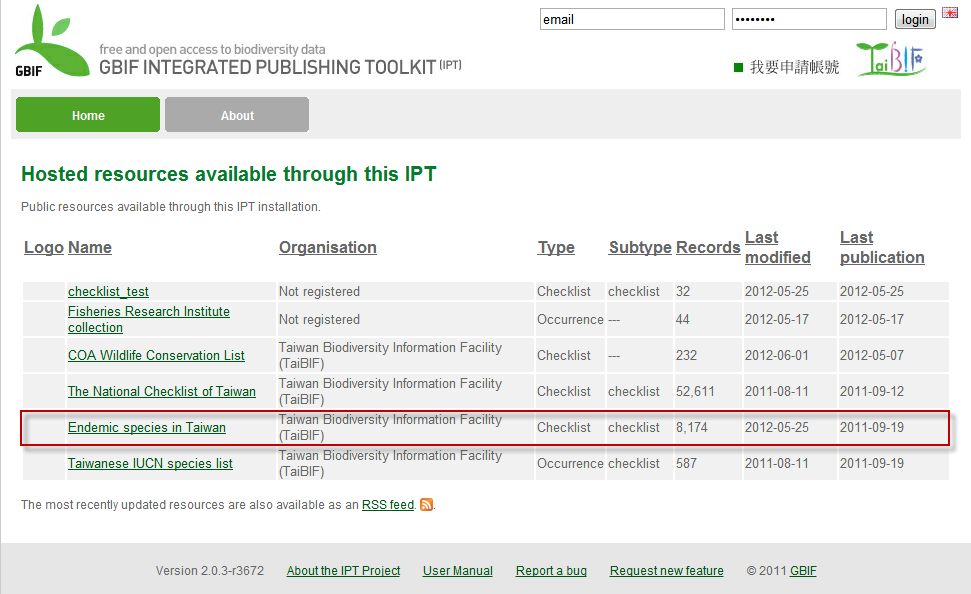 email •••••••• login
free and open access to biodiversity data
GBIF GBIF INTEGRATED PUBLISHING TOOLKIT (IPT)
我要申請帳號 TaiBIF
Home About
Hosted resources available through this IPT
Public resources available through this IPT installation.
Logo Name Organisation Type Subtype Records Last modified Last publication
checklist_test Not registered Checklist checklist 32 2012-05-25 2012-05-25
Fisheries Research Institute collection Not registered Occurrence --- 44 2012-05-17 2012-05-17
COA Wildlife Conservation List Taiwan Biodiversity Information Facility (TaiBIF) Checklist --- 232 2012-06-01 2012-05-07
The National Checklist of Taiwan Taiwan Biodiversity Information Facility (TaiBIF) Checklist checklist 52,611 2011-08-11 2011-09-12
Endemic species in Taiwan Taiwan Biodiversity Information Facility (TaiBIF) Checklist checklist 8,174 2012-05-25 2011-09-19
Taiwanese IUCN species list Taiwan Biodiversity Information Facility (TaiBIF) Occurrence checklist 587 2011-08-11 2011-09-19
The most recently updated resources are also available as an RSS feed.
Version 2.0.3-r3672 About the IPT Project User Manual Report a bug Request new feature © 2011 GBIF